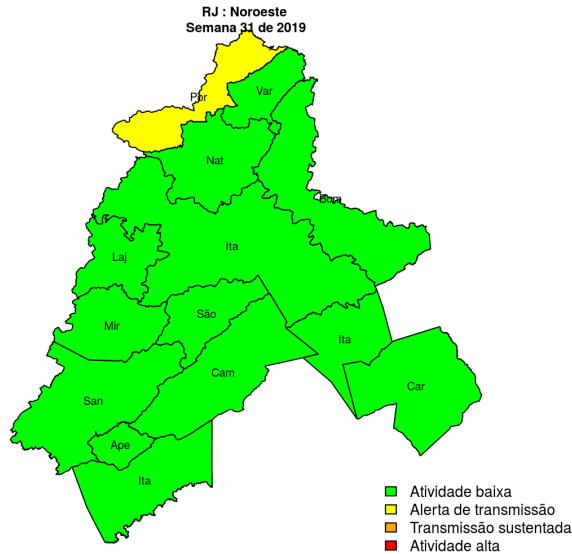 RJ : Noroeste
Semana 31 de 2019
Por
Var
Nat
Bom
Ita
Laj
São
Mir
Ita
Cam
Car
San
Ape
Ita
Atividade baixa
Alerta de transmissão
Transmissão sustentada
Atividade alta